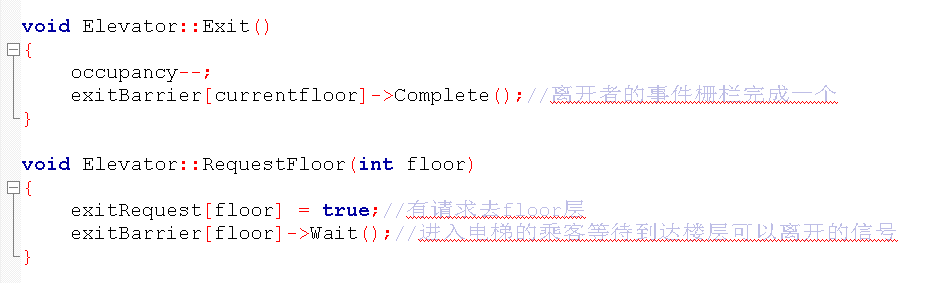 void Elevator::Exit()
{
    occupancy--;
    exitBarrier[currentfloor]->Complete();//离开者的事件栅栏完成一个
}
void Elevator::RequestFloor(int floor)
{
    exitRequest[floor] = true;//有请求去floor层
    exitBarrier[floor]->Wait();//进入电梯的乘客等待到达楼层可以离开的信号
}